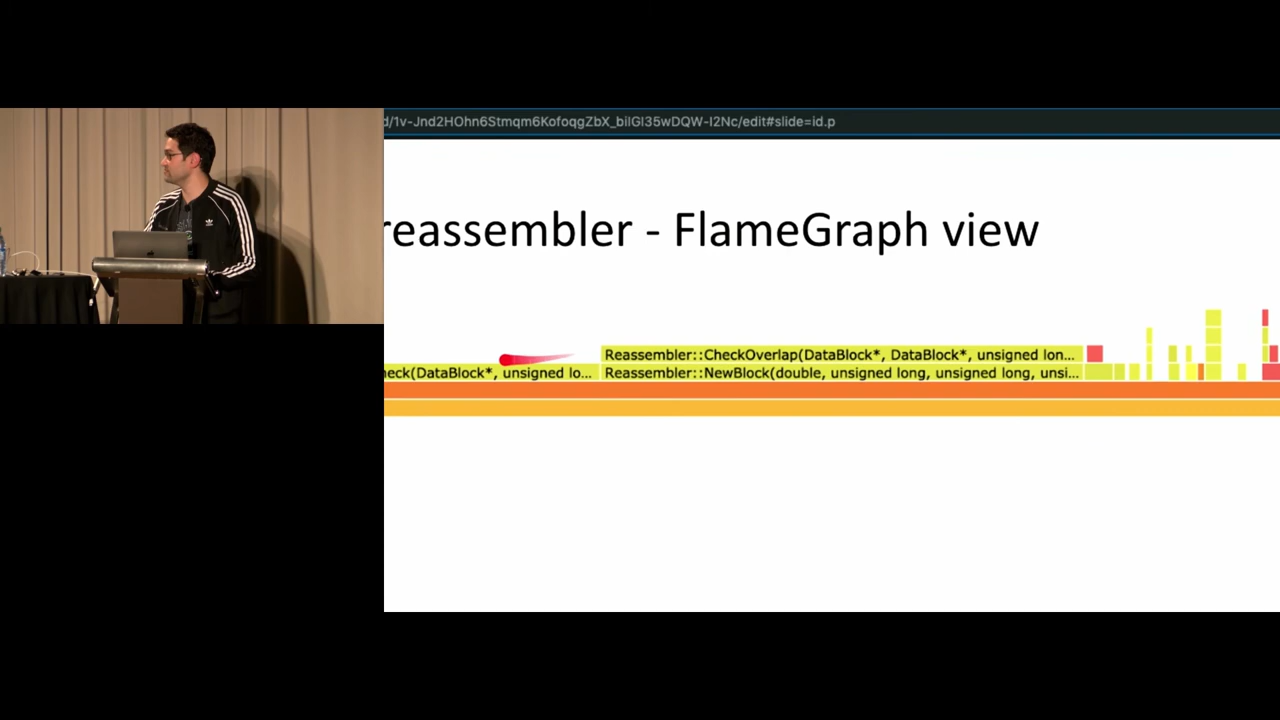 d/1v-Jnd2HOhn6Stmqm6KofoqgZbX_bilGl35wDQW-I2Nc/edit#slide=id.p
reassembler - FlameGraph view
Reassembler::CheckOverlap(DataBlock*, DataBlock*, unsigned lon...
heck(DataBlock*, unsigned lo...
Reassembler::NewBlock(double, unsigned long, unsigned long, unsi...